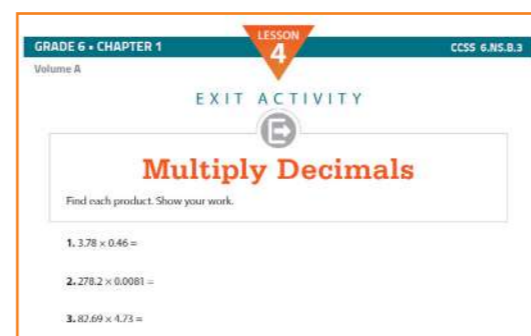 LESSON
GRADE 6 • CHAPTER 1
4
CCSS 6.NS.B.3
Volume A
EXIT ACTIVITY
Multiply Decimals
Find each product. Show your work.
1. 3.78 × 0.46 =
2. 278.2 × 0.0081 =
3. 82.69 × 4.73 =